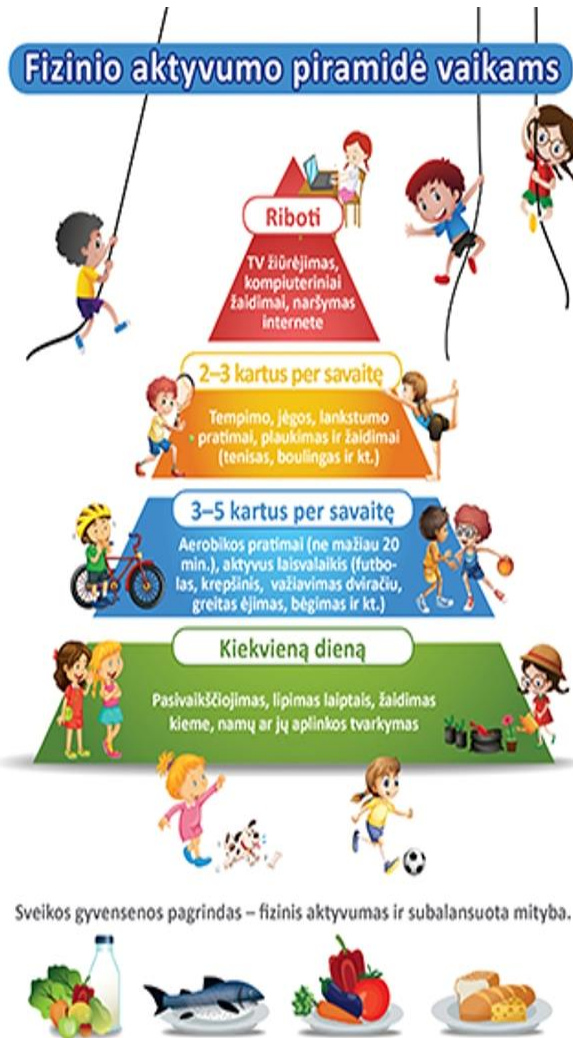 Fizinio aktyvumo piramidė vaikams
Riboti
TV žiūrėjimas,
kompiuteriniai
žaidimai, naršymas
internete
2–3 kartus per savaitę
Tempimo, jėgos, lankstumo
pratimai, plaukimas ir žaidimai
(tenisas, boulingas ir kt.)
3–5 kartus per savaitę
Aerobikos pratimai (ne mažiau 20
min.), aktyvus laisvalaikis (futbo-
las, krepšinis, važiavimas dviračiu,
greitas ėjimas, bėgimas ir kt.)
Kiekvieną dieną
Pasivaikščiojimas, lipimas laiptais, žaidimas
kieme, namų ar jų aplinkos tvarkymas
Sveikos gyvensenos pagrindas – fizinis aktyvumas ir subalansuota mityba.